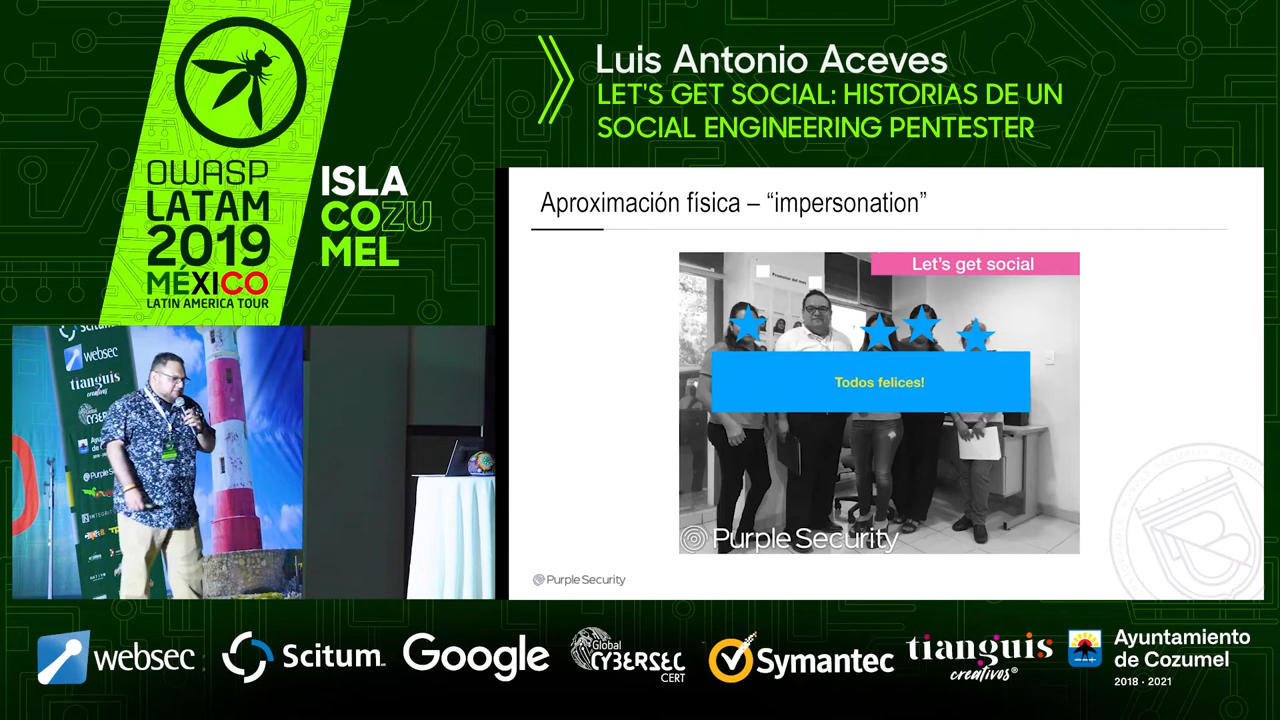 Luis Antonio Aceves
LET'S GET SOCIAL: HISTORIAS DE UN
SOCIAL ENGINEERING PENTESTER
OWASP
LATAM
2019
MÉXICO
LATIN AMERICA TOUR
ISLA
COZU
MEL
Aproximación física – “impersonation”
Let's get social
Todos felices!
Purple Security
Purple Security
websec
tianguis
creativos
websec
Scitum
Google
Global
CYBERSEC
CERT
Symantec
tianguis
creativos®
Ayuntamiento
de Cozumel
2018 - 2021